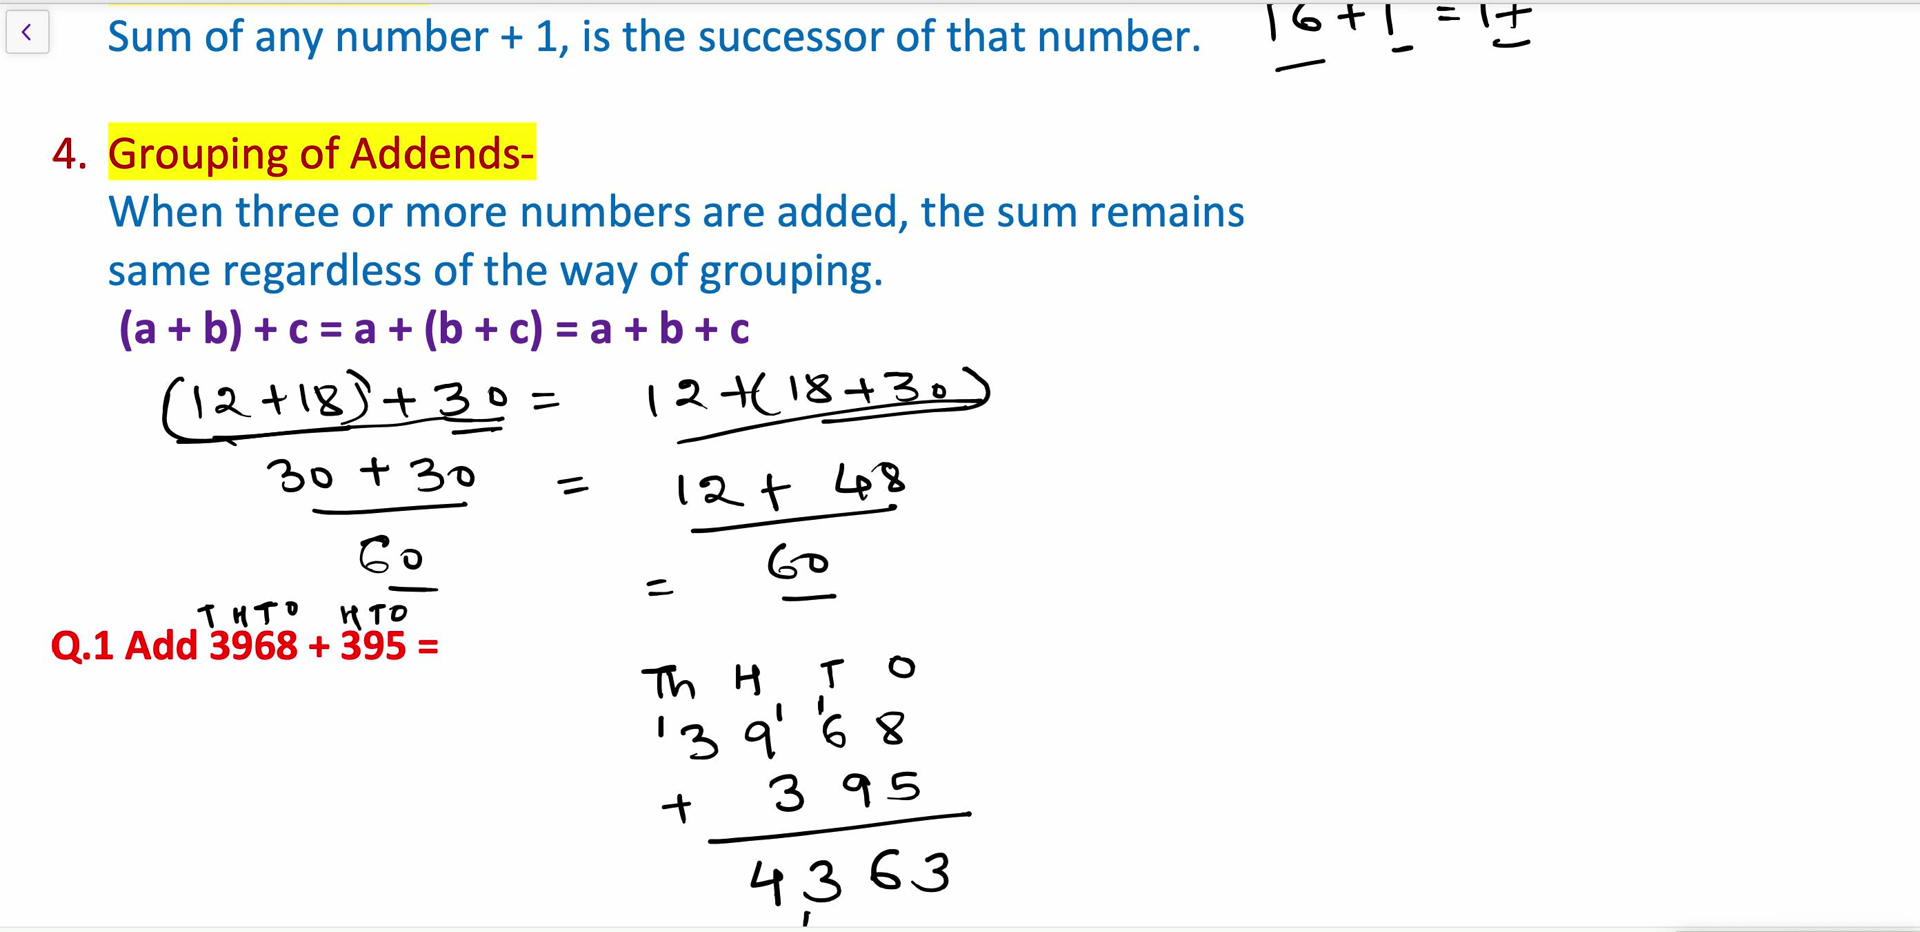 Sum of any number + 1, is the successor of that number. 16 + 1 = 17
4. Grouping of Addends-
When three or more numbers are added, the sum remains
same regardless of the way of grouping.
(a + b) + c = a + (b + c) = a + b + c
(12 + 18) + 30 = 12 + (18 + 30)
30 + 30 = 12 + 48
60 = 60
T H T O H T O
Q.1 Add 3968 + 395 =
Th H T O
1 1 1
3 9 6 8
+ 3 9 5
4 3 6 3